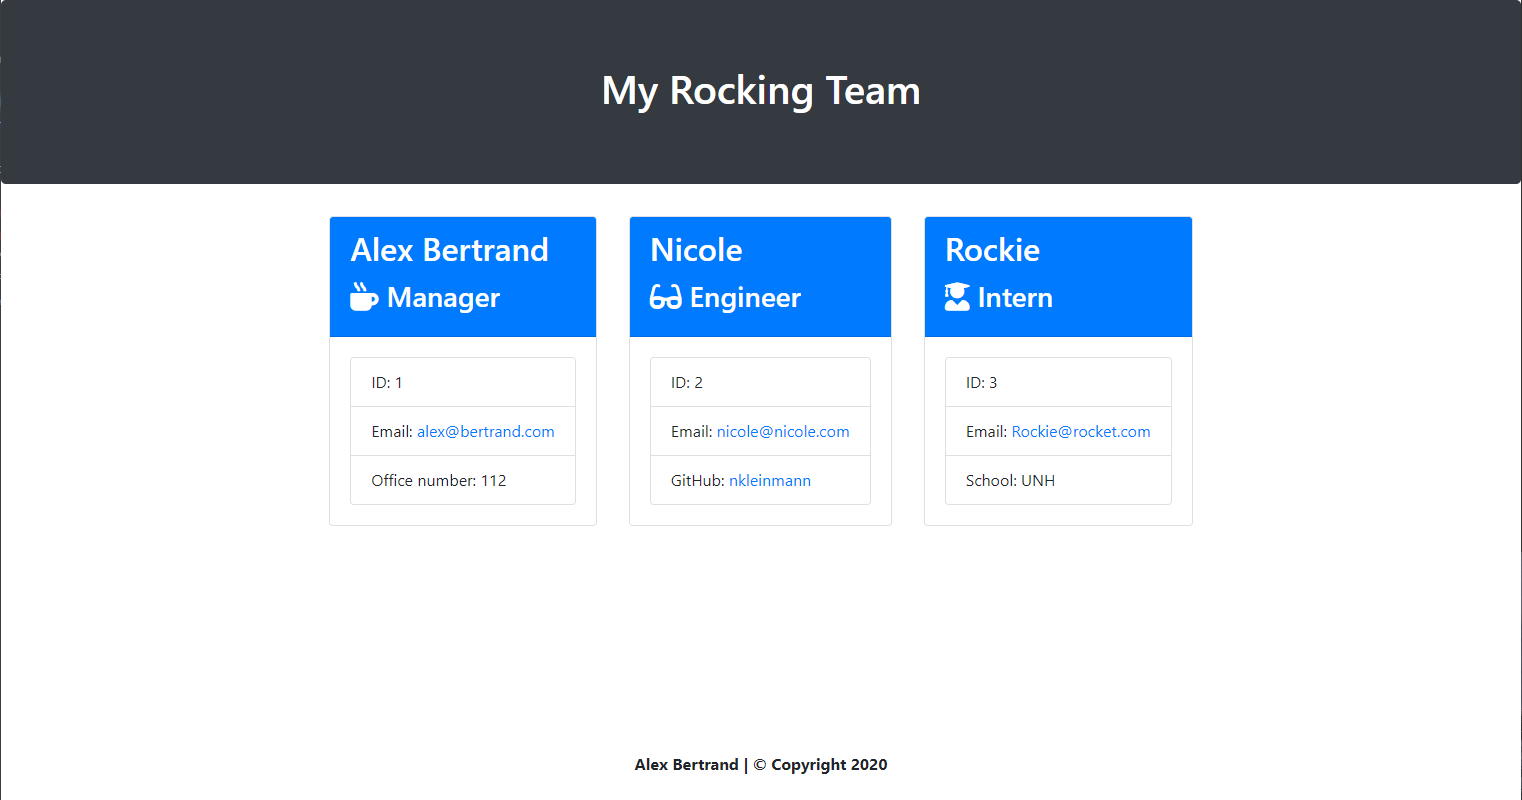 My Rocking Team
Alex Bertrand
Manager
ID: 1
Email: alex@bertrand.com
Office number: 112
Nicole
Engineer
ID: 2
Email: nicole@nicole.com
GitHub: nkleinmann
Rockie
Intern
ID: 3
Email: Rockie@rocket.com
School: UNH
Alex Bertrand | © Copyright 2020